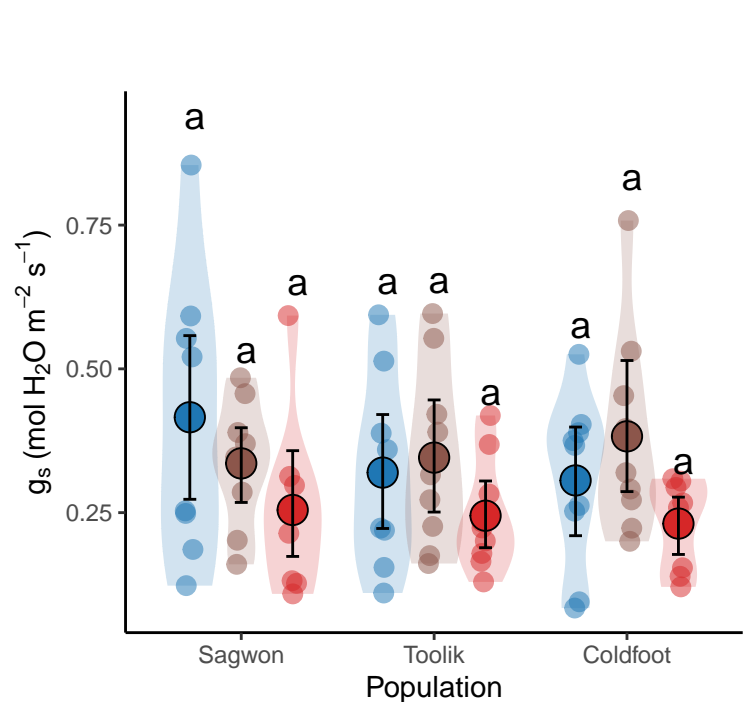 a
a
a
a
a
a
a
a
a
0.75
0.50
0.25
gₛ (mol H₂O m⁻² s⁻¹)
Sagwon Toolik Coldfoot
Population